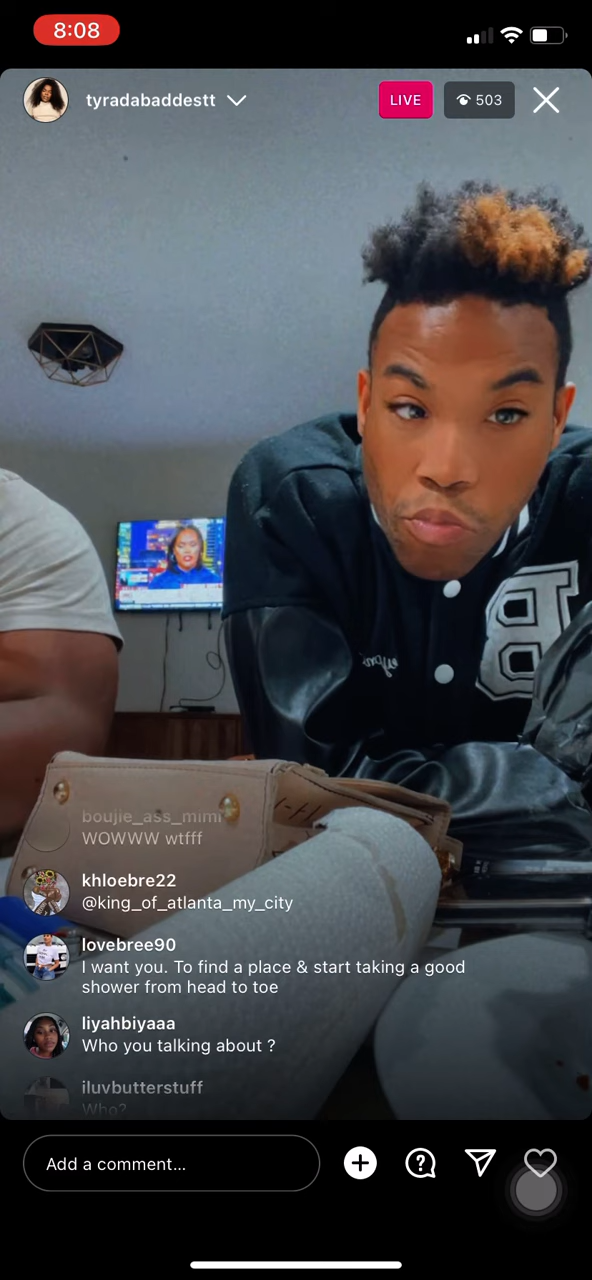 8:08
tyradabaddestt
LIVE
503
boujie_ass_mimi
WOWWW wtfff
khloebre22
@king_of_atlanta_my_city
lovebree90
I want you. To find a place & start taking a good
shower from head to toe
liyahbiyaaa
Who you talking about ?
iluvbutterstuff
Who?
Add a comment...
B